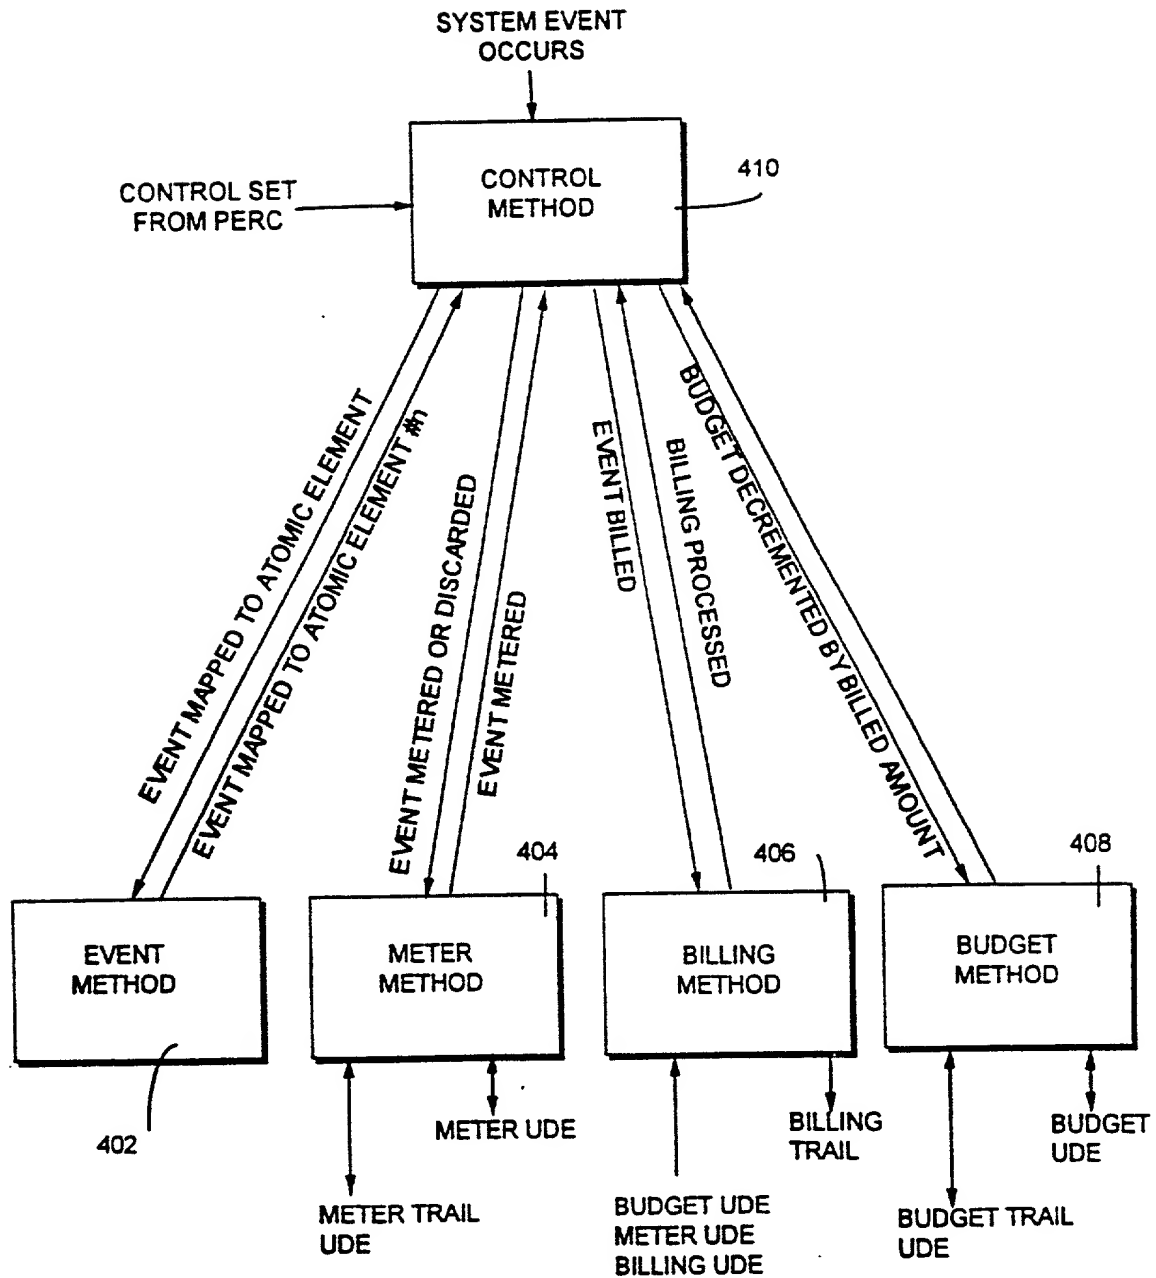 SYSTEM EVENT
OCCURS
CONTROL
METHOD
410
CONTROL SET
FROM PERC
EVENT MAPPED TO ATOMIC ELEMENT
EVENT MAPPED TO ATOMIC ELEMENT #n
EVENT METERED OR DISCARDED
EVENT METERED
EVENT BILLED
BILLING PROCESSED
BUDGET DECREMENTED BY BILLED AMOUNT
404
406
408
EVENT
METHOD
METER
METHOD
BILLING
METHOD
BUDGET
METHOD
402
METER UDE
METER TRAIL
UDE
BUDGET UDE
METER UDE
BILLING UDE
BILLING
TRAIL
BUDGET TRAIL
UDE
BUDGET
UDE